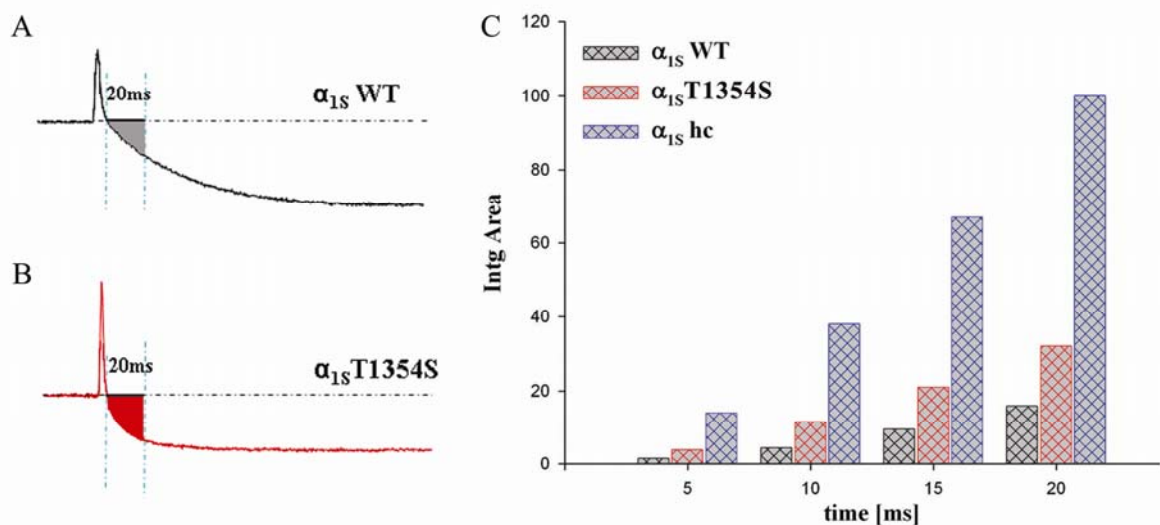 A
20ms
α1S WT
B
20ms
α1ST1354S
C
α1S WT
α1ST1354S
α1S hc
Intg Area
120
100
80
60
40
20
0
5 10 15 20
time [ms]